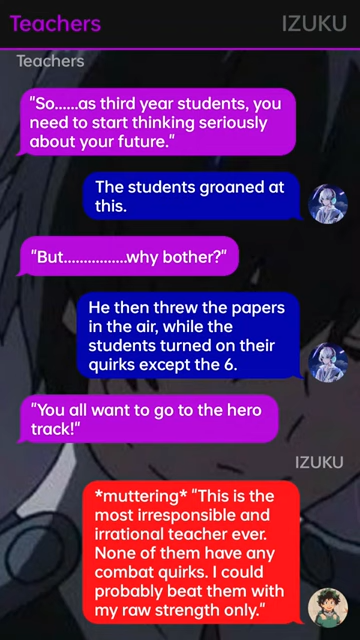 Teachers IZUKU
Teachers
"So......as third year students, you
need to start thinking seriously
about your future."
The students groaned at
this.
"But................why bother?"
He then threw the papers
in the air, while the
students turned on their
quirks except the 6.
"You all want to go to the hero
track!"
IZUKU
*muttering* "This is the
most irresponsible and
irrational teacher ever.
None of them have any
combat quirks. I could
probably beat them with
my raw strength only."